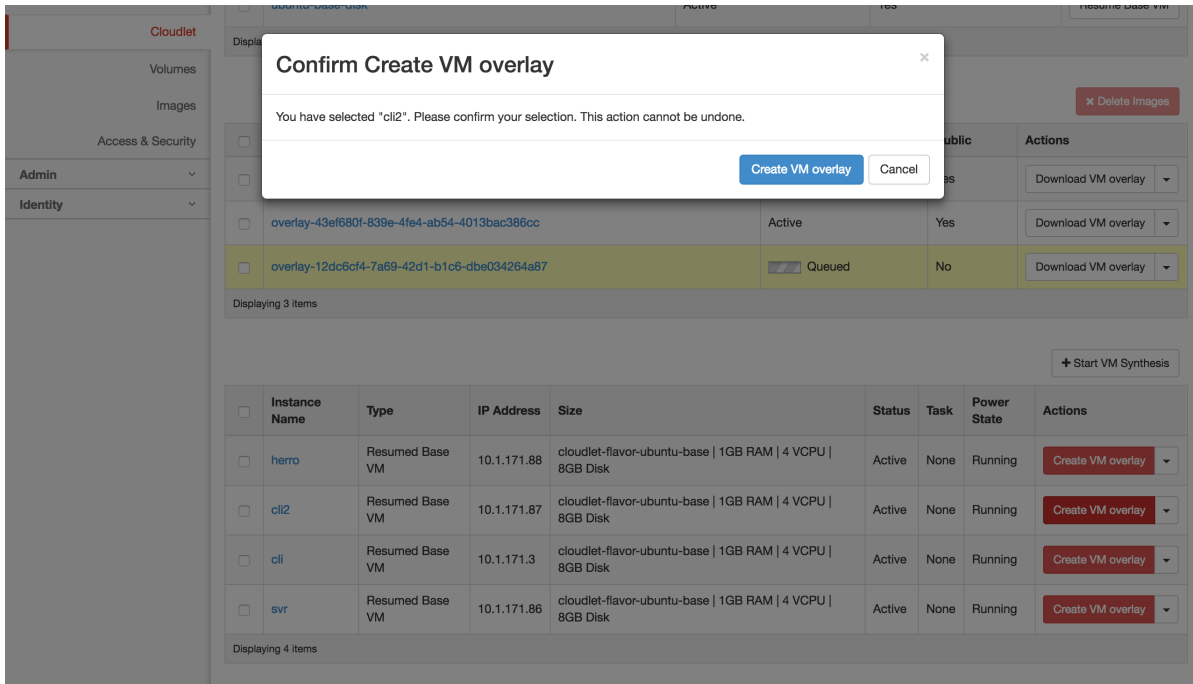 Cloudlet
Volumes
Images
Access & Security
Admin
Identity
ubuntu-base-disk Active Yes Resume Base VM
Confirm Create VM overlay ×
You have selected "cli2". Please confirm your selection. This action cannot be undone.
Create VM overlay Cancel
Displa
× Delete Images
ublic Actions
es Download VM overlay
overlay-43ef680f-839e-4fe4-ab54-4013bac386cc Active Yes Download VM overlay
overlay-12dc6cf4-7a69-42d1-b1c6-dbe034264a87 Queued No Download VM overlay
Displaying 3 items
+ Start VM Synthesis
Instance Name Type IP Address Size Status Task Power State Actions
herro Resumed Base VM 10.1.171.88 cloudlet-flavor-ubuntu-base | 1GB RAM | 4 VCPU | 8GB Disk Active None Running Create VM overlay
cli2 Resumed Base VM 10.1.171.87 cloudlet-flavor-ubuntu-base | 1GB RAM | 4 VCPU | 8GB Disk Active None Running Create VM overlay
cli Resumed Base VM 10.1.171.3 cloudlet-flavor-ubuntu-base | 1GB RAM | 4 VCPU | 8GB Disk Active None Running Create VM overlay
svr Resumed Base VM 10.1.171.86 cloudlet-flavor-ubuntu-base | 1GB RAM | 4 VCPU | 8GB Disk Active None Running Create VM overlay
Displaying 4 items